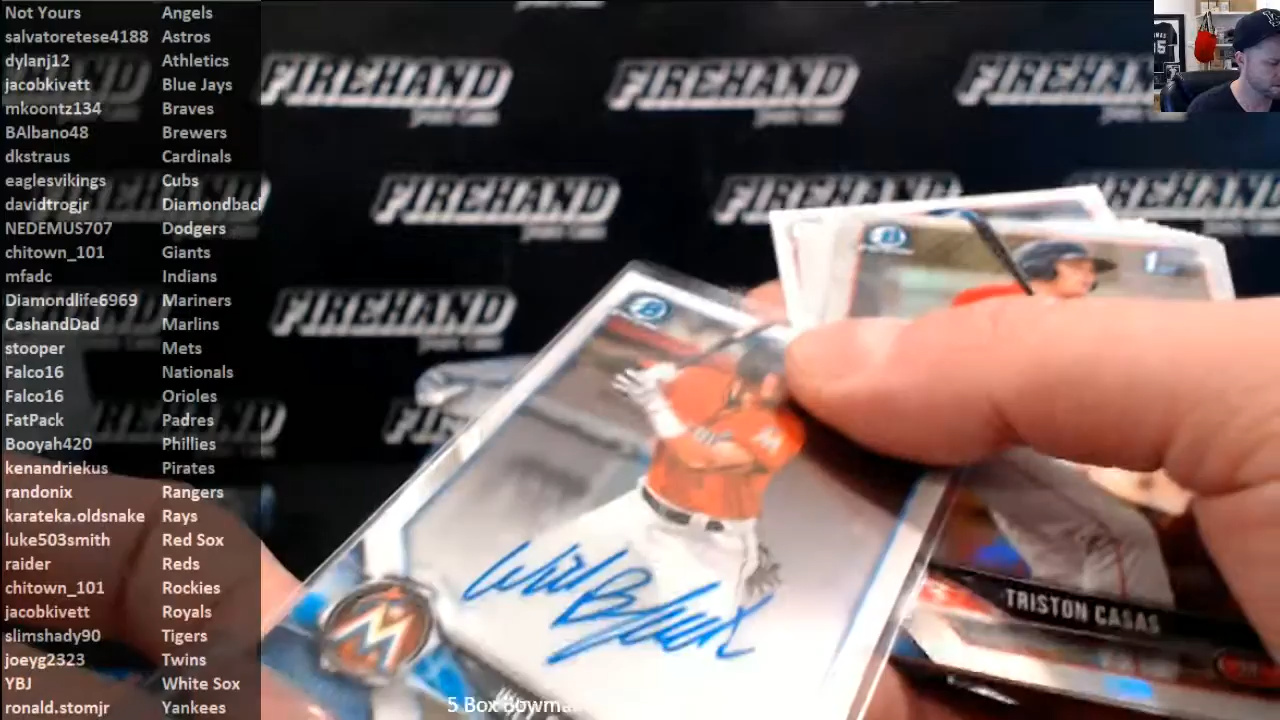 Not Yours Angels
salvatoretese4188 Astros
dylanj12 Athletics
jacobkivett Blue Jays
mkoontz134 Braves
BAlbano48 Brewers
dkstraus Cardinals
eaglesvikings Cubs
davidtrogjr Diamondback
NEDEMUS707 Dodgers
chitown_101 Giants
mfadc Indians
Diamondlife6969 Mariners
CashandDad Marlins
stooper Mets
Falco16 Nationals
Falco16 Orioles
FatPack Padres
Booyah420 Phillies
kenandriekus Pirates
randonix Rangers
karateka.oldsnake Rays
luke503smith Red Sox
raider Reds
chitown_101 Rockies
jacobkivett Royals
slimshady90 Tigers
joeyg2323 Twins
YBJ White Sox
ronald.stomjr Yankees
FIREHAND FIREHAND FIREHAND
FIREHAND FIREHAND
FIREHAND
TRISTON CASAS
5 Box Bowman